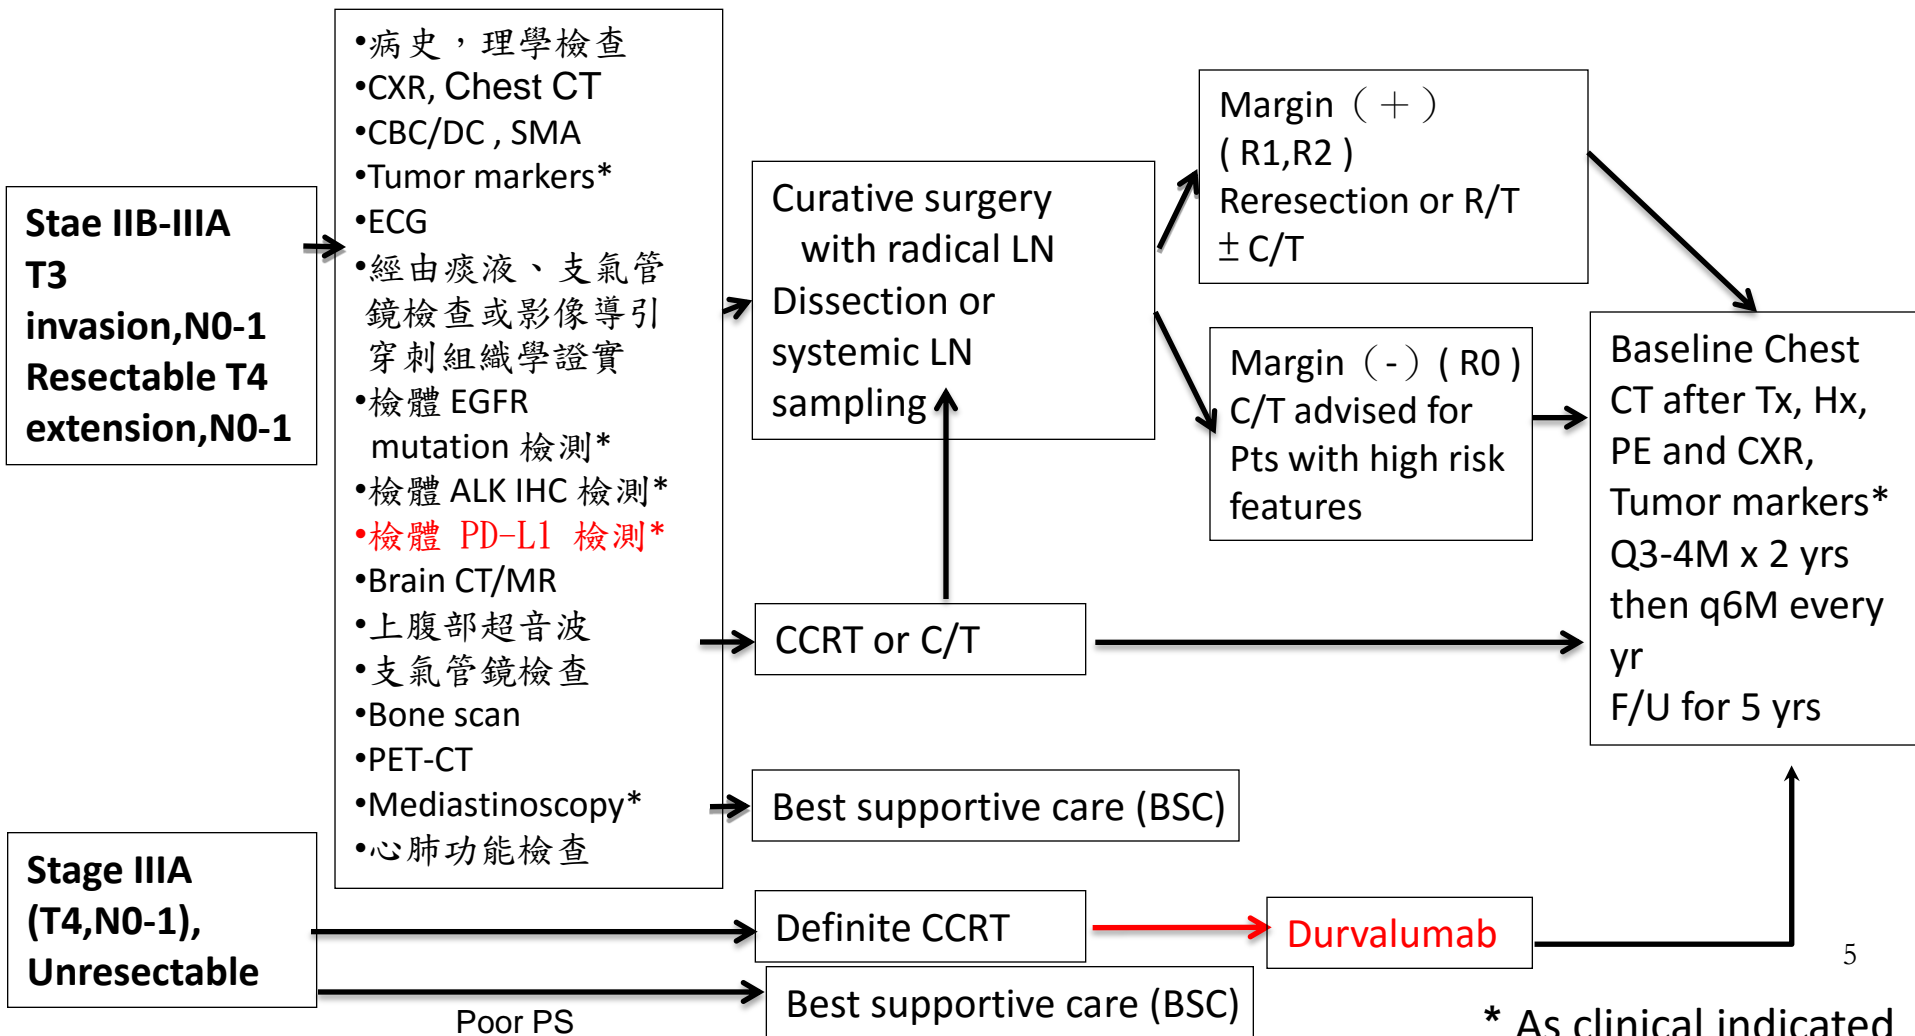 Stae IIB-IIIA
T3
invasion,N0-1
Resectable T4
extension,N0-1
•病史，理學檢查
•CXR, Chest CT
•CBC/DC , SMA
•Tumor markers*
•ECG
•經由痰液、支氣管
鏡檢查或影像導引
穿刺組織學證實
•檢體 EGFR
mutation 檢測*
•檢體 ALK IHC 檢測*
•檢體 PD-L1 檢測*
•Brain CT/MR
•上腹部超音波
•支氣管鏡檢查
•Bone scan
•PET-CT
•Mediastinoscopy*
•心肺功能檢查
Curative surgery
with radical LN
Dissection or
systemic LN
sampling
Margin（＋）
( R1,R2 )
Reresection or R/T
± C/T
Margin（-）( R0 )
C/T advised for
Pts with high risk
features
CCRT or C/T
Best supportive care (BSC)
Baseline Chest
CT after Tx, Hx,
PE and CXR,
Tumor markers*
Q3-4M x 2 yrs
then q6M every
yr
F/U for 5 yrs
Stage IIIA
(T4,N0-1),
Unresectable
Definite CCRT
Durvalumab
Poor PS
Best supportive care (BSC)
5
* As clinical indicated